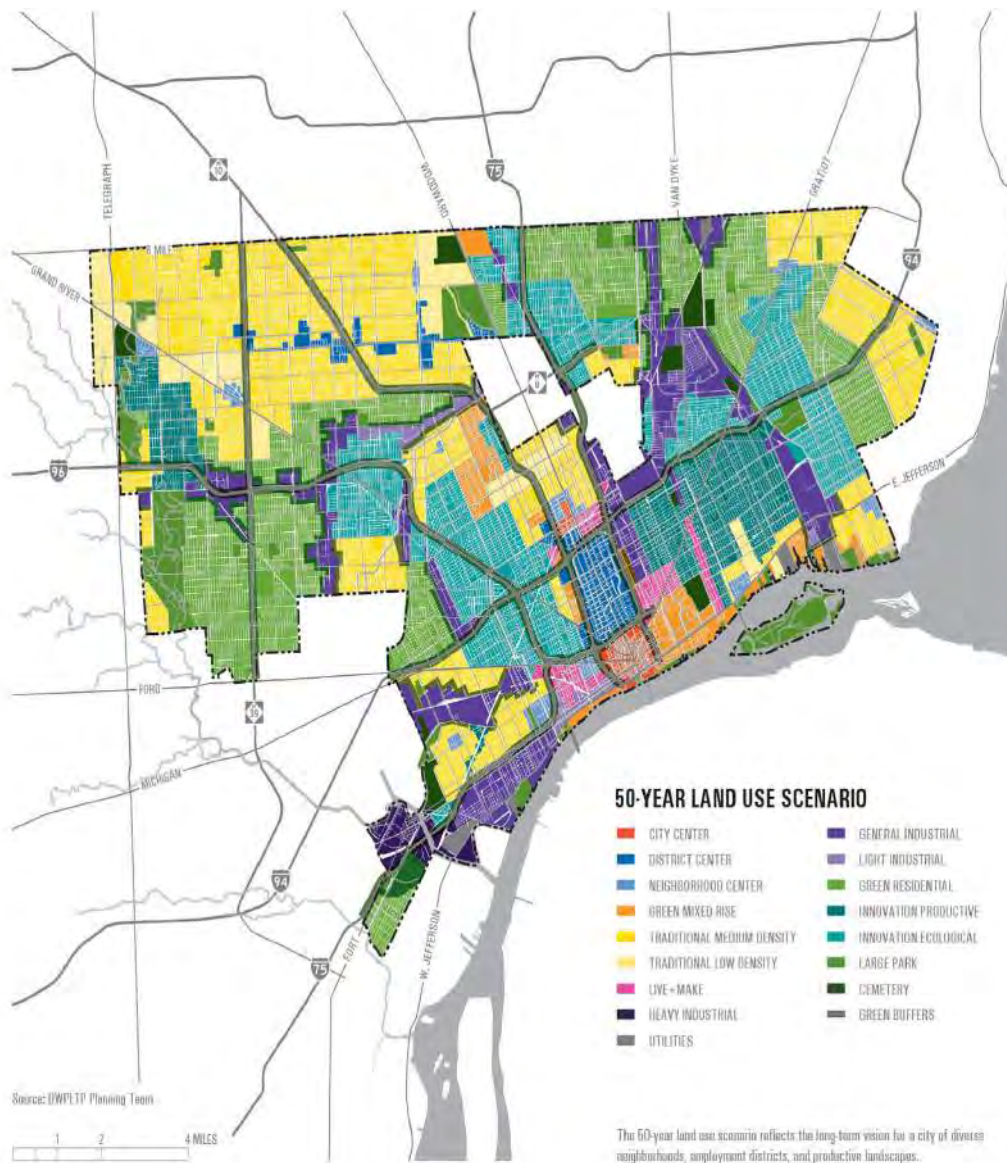 10
75
TELEGRAPH
WOODWARD
VAN DYKE
GRATIOT
8 MILE
94
GRAND RIVER
8
96
E. JEFFERSON
FORD
39
MICHIGAN
94
75
FORT
W. JEFFERSON
50-YEAR LAND USE SCENARIO
CITY CENTER
DISTRICT CENTER
NEIGHBORHOOD CENTER
GREEN MIXED RISE
TRADITIONAL MEDIUM DENSITY
TRADITIONAL LOW DENSITY
LIVE+MAKE
HEAVY INDUSTRIAL
UTILITIES
GENERAL INDUSTRIAL
LIGHT INDUSTRIAL
GREEN RESIDENTIAL
INNOVATION PRODUCTIVE
INNOVATION ECOLOGICAL
LARGE PARK
CEMETERY
GREEN BUFFERS
Source: DWPLTP Planning Team
1 2 4 MILES
The 50-year land use scenario reflects the long-term vision for a city of diverse
neighborhoods, employment districts, and productive landscapes.